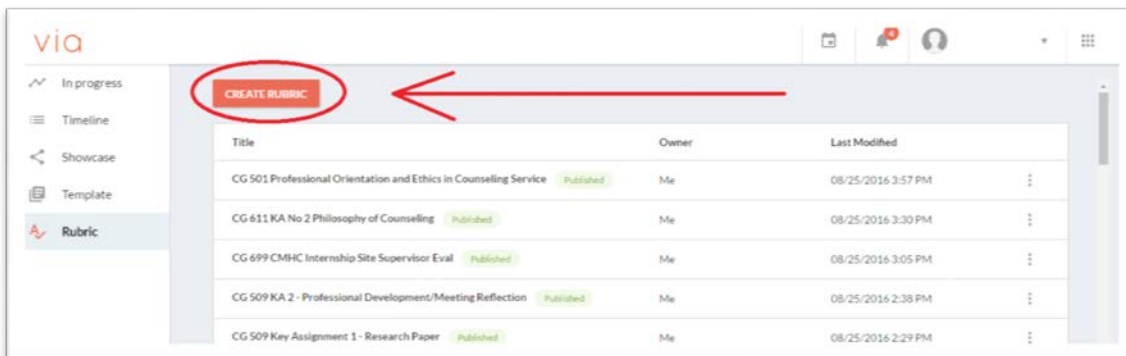 via
4
In progress
Timeline
Showcase
Template
Rubric
CREATE RUBRIC
Title Owner Last Modified
CG 501 Professional Orientation and Ethics in Counseling Service Published Me 08/25/2016 3:57 PM
CG 611 KA No 2 Philosophy of Counseling Published Me 08/25/2016 3:30 PM
CG 699 CMHC Internship Site Supervisor Eval Published Me 08/25/2016 3:05 PM
CG 509 KA 2 - Professional Development/Meeting Reflection Published Me 08/25/2016 2:38 PM
CG 509 Key Assignment 1 - Research Paper Published Me 08/25/2016 2:29 PM